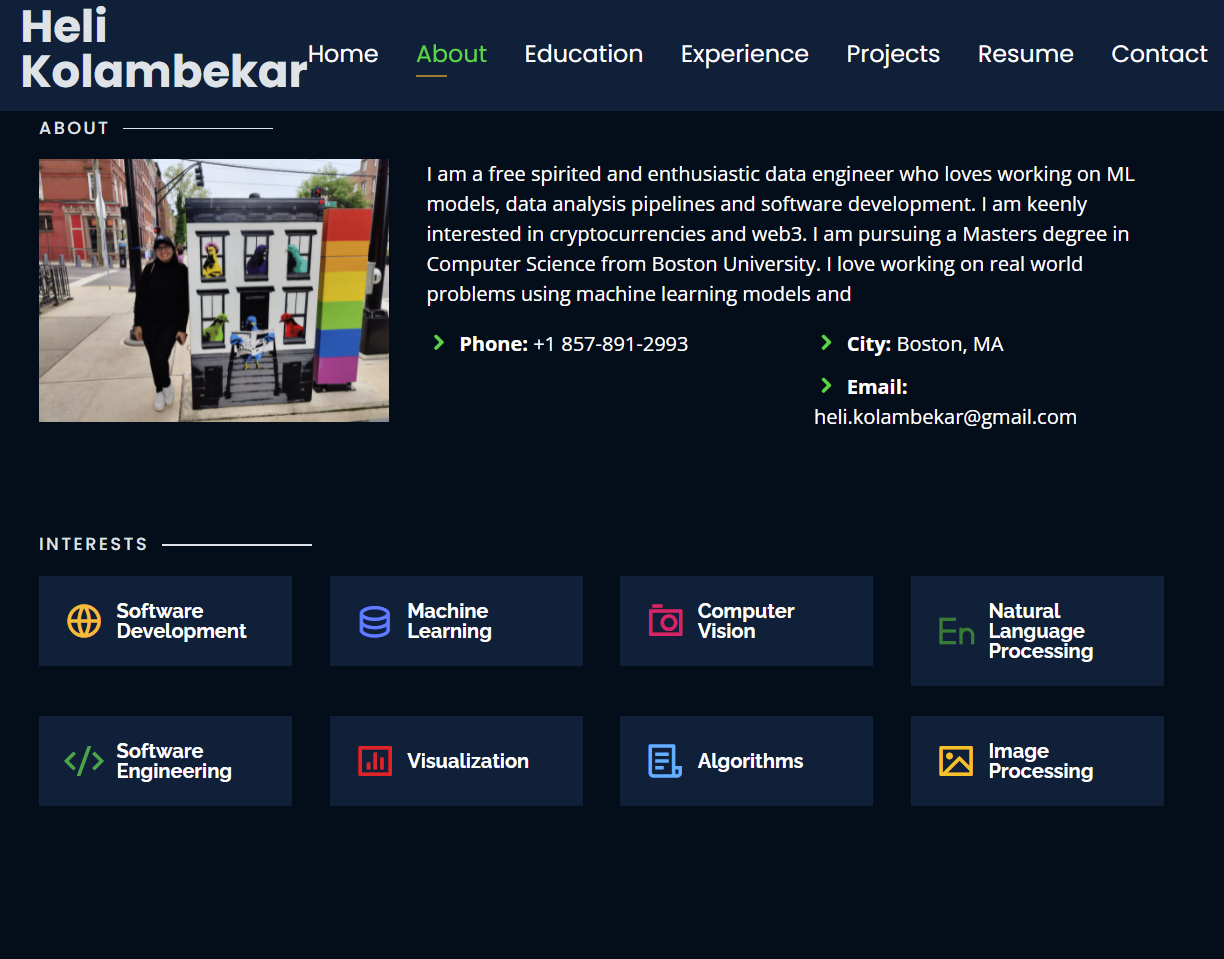 Heli
Kolambekar
Home About Education Experience Projects Resume Contact
ABOUT
I am a free spirited and enthusiastic data engineer who loves working on ML
models, data analysis pipelines and software development. I am keenly
interested in cryptocurrencies and web3. I am pursuing a Masters degree in
Computer Science from Boston University. I love working on real world
problems using machine learning models and
Phone: +1 857-891-2993
City: Boston, MA
Email:
heli.kolambekar@gmail.com
INTERESTS
Software
Development
Machine
Learning
Computer
Vision
En
Natural
Language
Processing
Software
Engineering
Visualization
Algorithms
Image
Processing